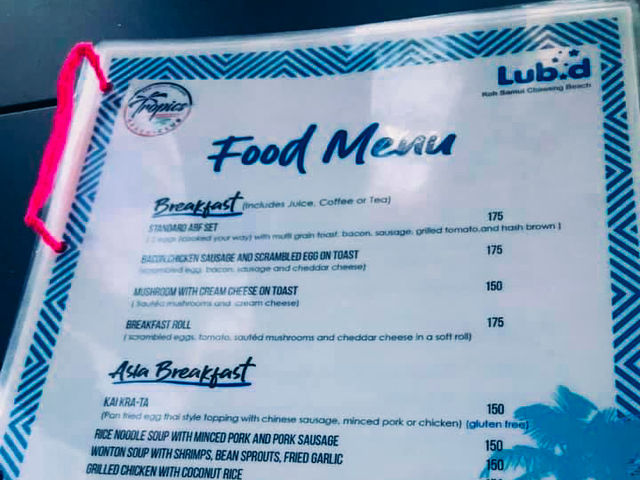 Tropics
BEACH CLUB
Lub d
Koh Samui Chaweng Beach
Food Menu
Breakfast (Includes Juice, Coffee or Tea)
STANDARD ABF SET 175
( 2 eggs (cooked your way) with multi grain toast, bacon, sausage, grilled tomato,and hash brown )
BACON,CHICKEN SAUSAGE AND SCRAMBLED EGG ON TOAST 175
(scrambled egg, bacon, sausage and cheddar cheese)
MUSHROOM WITH CREAM CHEESE ON TOAST 150
( Sautéd mushrooms and cream cheese)
BREAKFAST ROLL 175
( scrambled eggs, tomato, sautéd mushrooms and cheddar cheese in a soft roll)
Asia Breakfast
KAI KRA-TA 150
(Pan fried egg thai style topping with chinese sausage, minced pork or chicken) (gluten free)
RICE NOODLE SOUP WITH MINCED PORK AND PORK SAUSAGE 150
WONTON SOUP WITH SHRIMPS, BEAN SPROUTS, FRIED GARLIC 150
GRILLED CHICKEN WITH COCONUT RICE